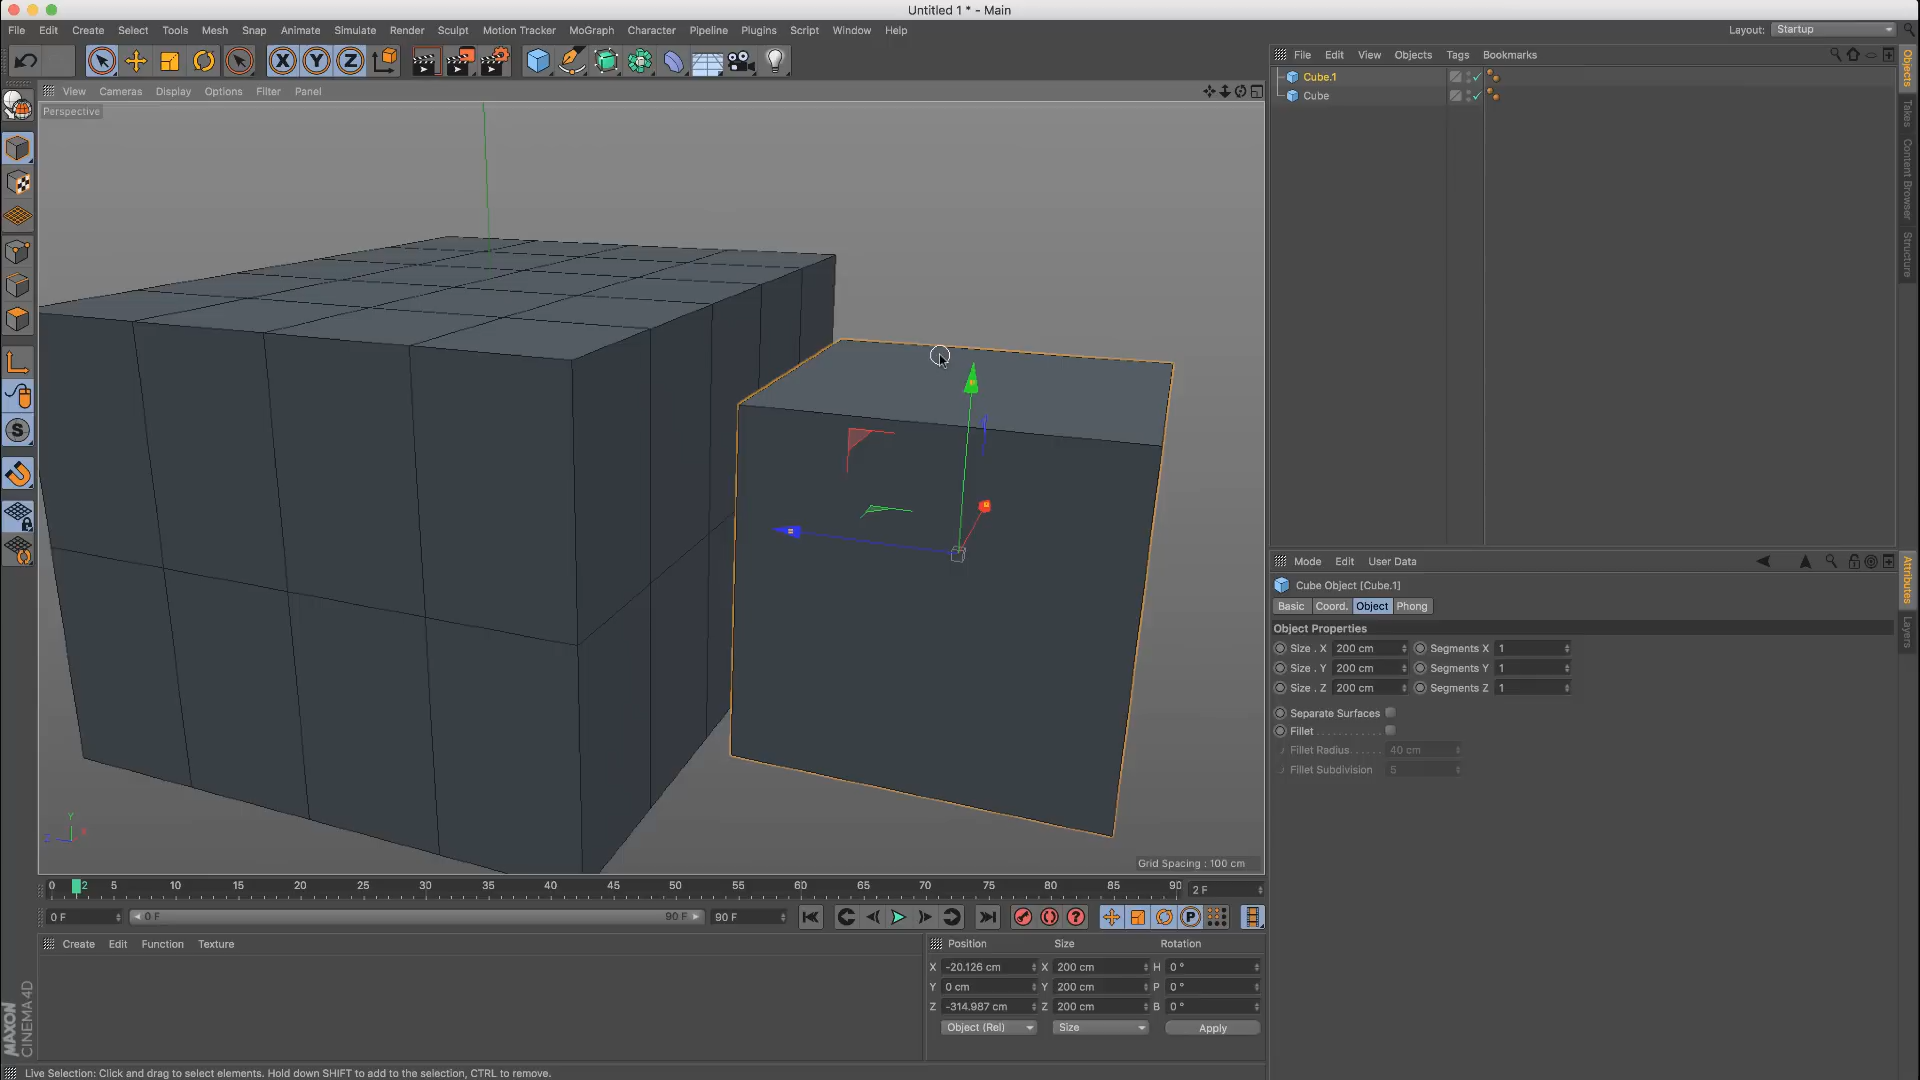 Untitled 1 * - Main
File Edit Create Select Tools Mesh Snap Animate Simulate Render Sculpt Motion Tracker MoGraph Character Pipeline Plugins Script Window Help
Layout: Startup
X Y Z
File Edit View Objects Tags Bookmarks
Cube.1
Cube
View Cameras Display Options Filter Panel
Perspective
S
Y
Z X
Grid Spacing : 100 cm
Objects
Takes
Content Browser
Structure
Mode Edit User Data
Cube Object [Cube.1]
Basic Coord. Object Phong
Object Properties
Size . X 200 cm Segments X 1
Size . Y 200 cm Segments Y 1
Size . Z 200 cm Segments Z 1
Separate Surfaces
Fillet . . . . . . . . . . . .
Fillet Radius . . . . . . 40 cm
Fillet Subdivision 5
Attributes
Layers
0 2 5 10 15 20 25 30 35 40 45 50 55 60 65 70 75 80 85 90 2 F
0 F 0 F 90 F 90 F
P
Create Edit Function Texture
Position Size Rotation
X -20.126 cm X 200 cm H 0 °
Y 0 cm Y 200 cm P 0 °
Z -314.987 cm Z 200 cm B 0 °
Object (Rel) Size Apply
MAXON
CINEMA 4D
Live Selection: Click and drag to select elements. Hold down SHIFT to add to the selection, CTRL to remove.